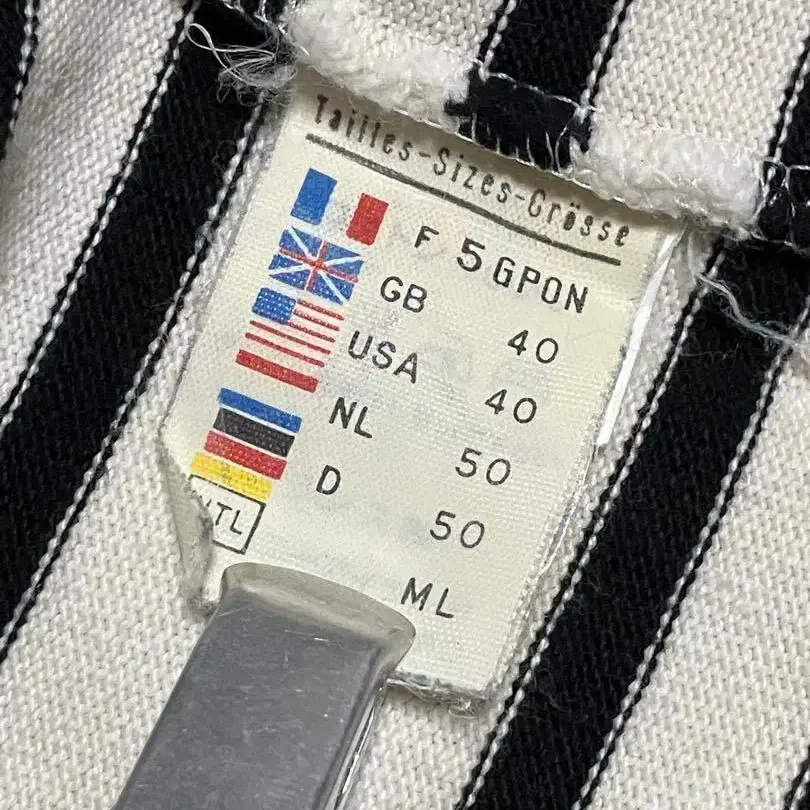 Tailles-Sizes-Grösse
F 5 GPON
GB 40
USA 40
NL 50
D 50
ML